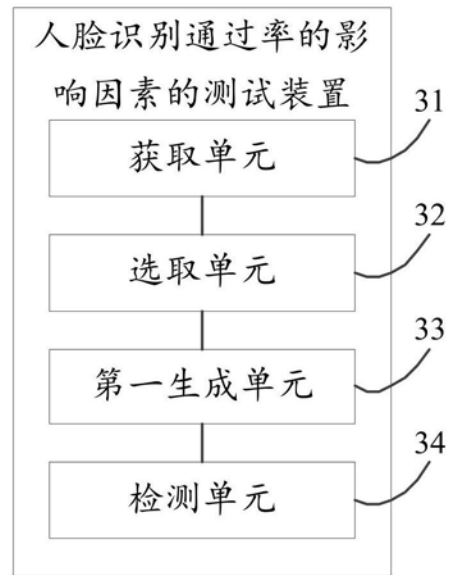 人脸识别通过率的影
响因素的测试装置
31
获取单元
32
选取单元
33
第一生成单元
34
检测单元